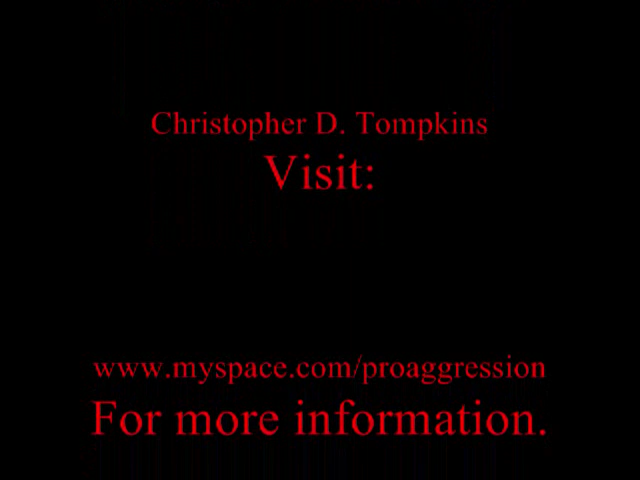 Christopher D. Tompkins
Visit:
www.myspace.com/proaggression
For more information.